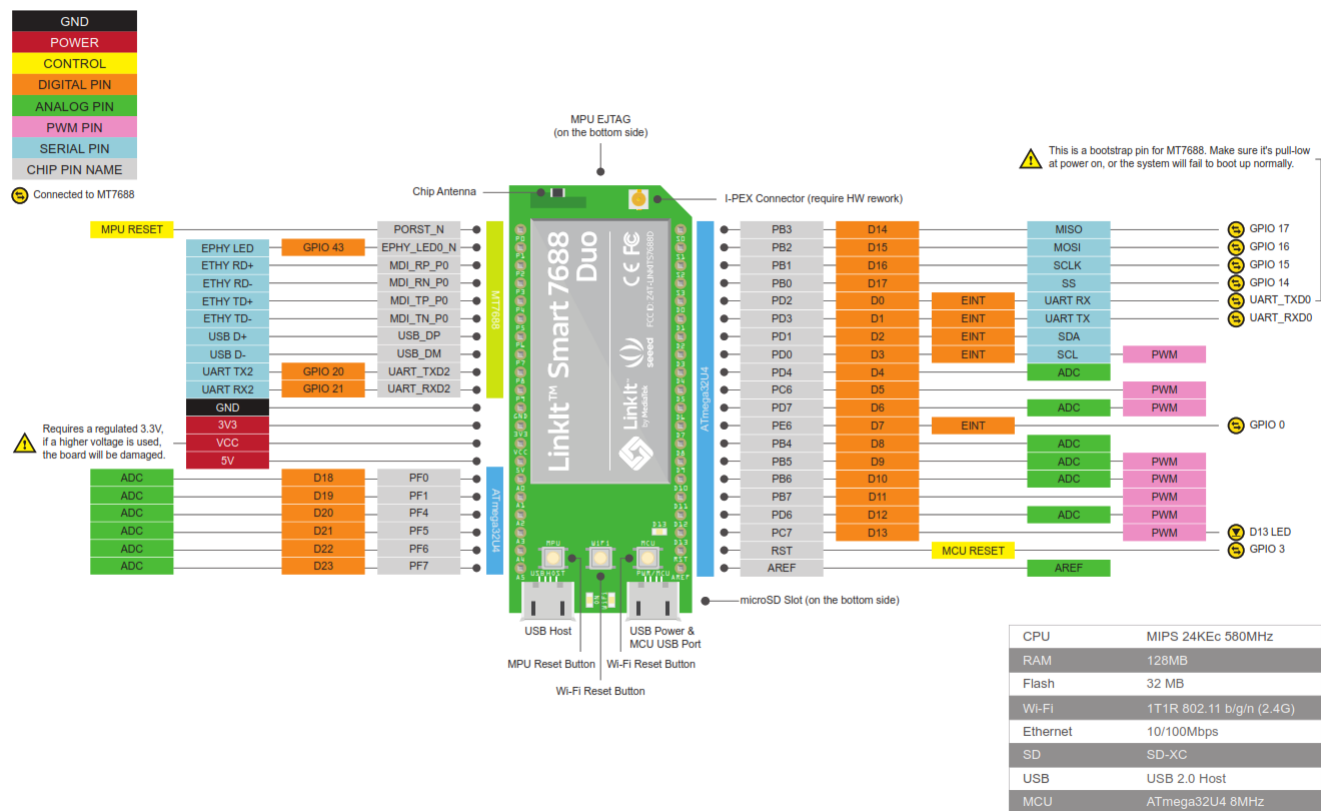 GND
POWER
CONTROL
DIGITAL PIN
ANALOG PIN
PWM PIN
SERIAL PIN
CHIP PIN NAME
Connected to MT7688
MPU EJTAG
(on the bottom side)
This is a bootstrap pin for MT7688. Make sure it's pull-low
at power on, or the system will fail to boot up normally.
Chip Antenna
I-PEX Connector (require HW rework)
MPU RESET PORST_N
EPHY LED GPIO 43 EPHY_LED0_N
ETHY RD+ MDI_RP_P0
ETHY RD- MDI_RN_P0
ETHY TD+ MDI_TP_P0
ETHY TD- MDI_TN_P0
USB D+ USB_DP
USB D- USB_DM
UART TX2 GPIO 20 UART_TXD2
UART RX2 GPIO 21 UART_RXD2
GND
3V3
VCC
5V
Requires a regulated 3.3V,
if a higher voltage is used,
the board will be damaged.
ADC D18 PF0
ADC D19 PF1
ADC D20 PF4
ADC D21 PF5
ADC D22 PF6
ADC D23 PF7
MT7688
ATmega32U4
LinkIt™ Smart 7688
Duo
LinkIt™
by MediaTek
seeed
CE FC
ATmega32U4
D13
MPU
WIFI
MCU
USB HOST
PWR/MCU
PB3 D14 MISO GPIO 17
PB2 D15 MOSI GPIO 16
PB1 D16 SCLK GPIO 15
PB0 D17 SS GPIO 14
PD2 D0 EINT UART RX UART_TXD0
PD3 D1 EINT UART TX UART_RXD0
PD1 D2 EINT SDA
PD0 D3 EINT SCL PWM
PD4 D4 ADC
PC6 D5 PWM
PD7 D6 ADC PWM
PE6 D7 EINT GPIO 0
PB4 D8 ADC
PB5 D9 ADC PWM
PB6 D10 ADC PWM
PB7 D11 PWM
PD6 D12 ADC PWM
PC7 D13 PWM D13 LED
RST MCU RESET GPIO 3
AREF AREF
microSD Slot (on the bottom side)
USB Host
USB Power &
MCU USB Port
MPU Reset Button
Wi-Fi Reset Button
Wi-Fi Reset Button
CPU MIPS 24KEc 580MHz
RAM 128MB
Flash 32 MB
Wi-Fi 1T1R 802.11 b/g/n (2.4G)
Ethernet 10/100Mbps
SD SD-XC
USB USB 2.0 Host
MCU ATmega32U4 8MHz